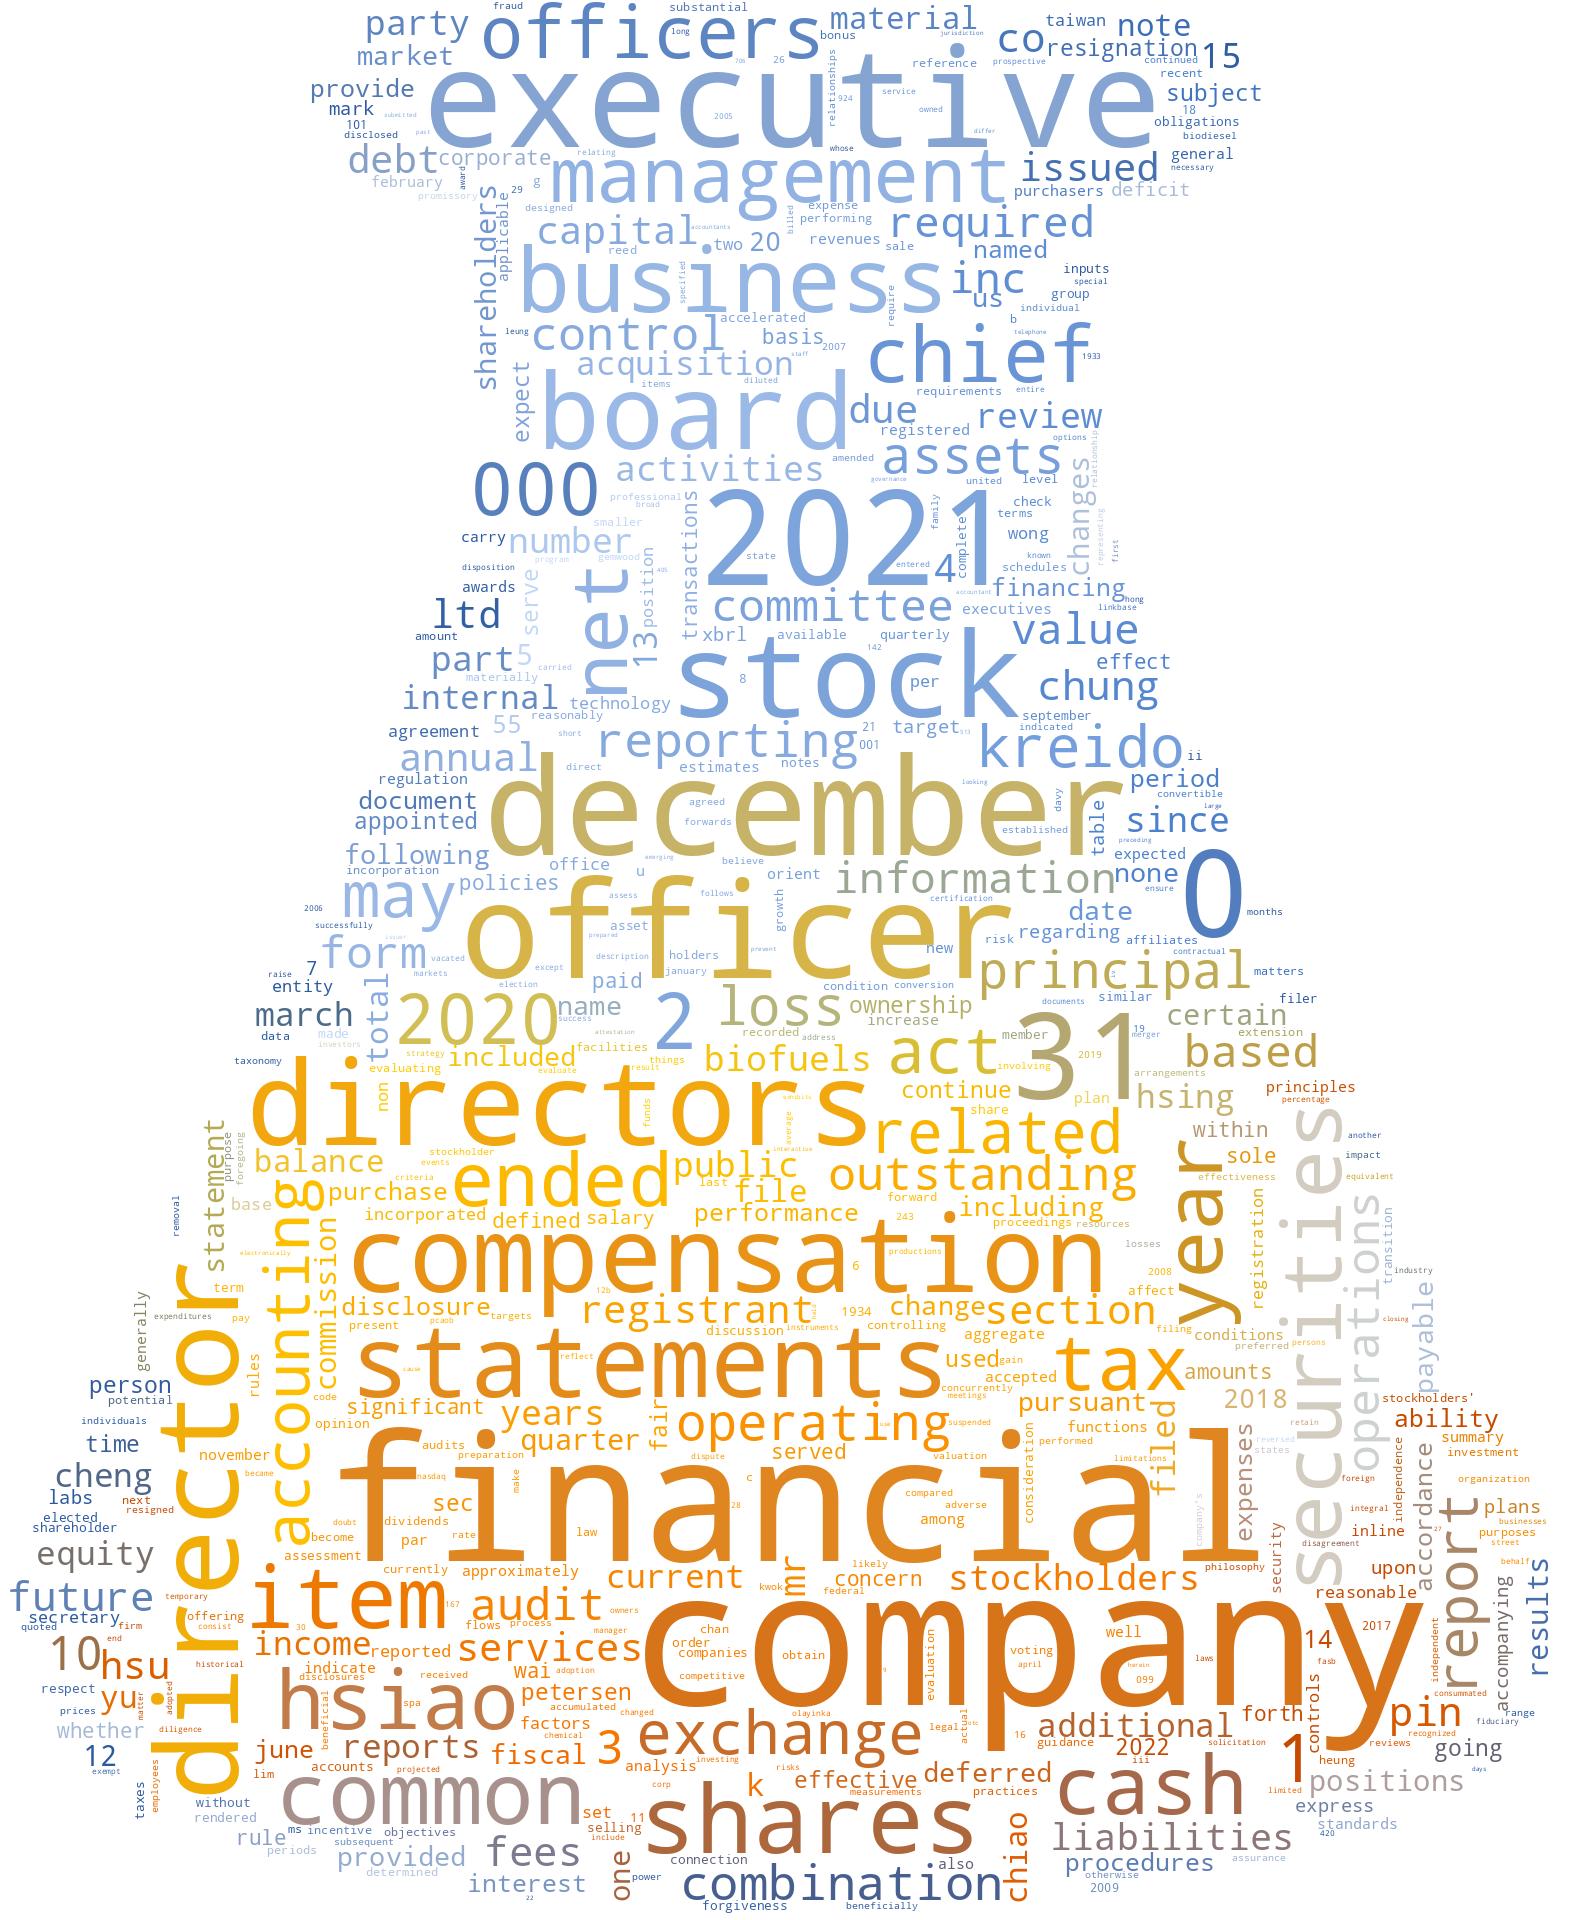 fraud substantial
party officers material taiwan note
long bonus jurisdiction
market co resignation 15
executive
provide 706 26 relationships reference prospective continued recent subject
mark submitted 924 service 18
101 2005 owned obligations
disclosed past differ biodiesel
debt corporate relating whose issued general
february award management necessary
promissory 29 g purchasers deficit
shareholders applicable designed expense performing required
capital accountants billed named
two 20 revenues sale
reed
business specified inc inputs
special
us group
require individual
leung control accelerated b telephone
basis 2007 chief 1933
acquisition staff
items diluted requirements entire
expect board due review
registered options
000 activities amended assets changes relationship
professional governance united level
broad 2021 family check
smaller terms representing
carry number state complete wong first
program gemwood known
disposition net position 405 transactions entered 4 schedules
awards serve accountant financing
ltd committee executives linkbase hong
amount 13 xbrl available quarterly value
part 5 carried stock 142 effect
materially 8 per
internal technology chung
reasonably september
agreement 55 short reporting 21 target 513 indicated
annual 001 kreido ii
regulation direct estimates notes period
december looking convertible
document agreed davy table large
appointed forwards established since
preceding
following office emerging believe information expected
incorporation policies u orient none 0
assess follows ensure
may officer growth certification date
2006 asset months
successfully issuer prepared prevent new risk regarding affiliates
form vacated description holders contractual
7 markets except january principal iv matters
raise total election paid condition conversion
entity 2020 name 2 loss ownership documents similar filer
march success increase 31 certain
made attestation recorded address member 19 merger extension
data investors strategy included facilities things biofuels act 2019 based
taxonomy evaluating evaluate result involving arrangements
directors non funds exhibits continue plan hsing principles
average share percentage
statement purpose foregoing stockholder interactive related within securities another
balance events ended public outstanding year sole impact
criteria last effectiveness equivalent
removal base purchase file forward including registration operations transition
incorporated defined salary performance 243 proceedings resources
electronically accounting commission compensation productions losses industry
director term 12b 6 2008
generally expenditures pay disclosure registrant paid 1934 change section affect payable closing
present pcaob targets discussion instruments controlling filing conditions persons
statements aggregate preferred
rules cause reflect used gain tax amounts
person accepted
potential code significant concurrently 2018 stockholders'
years fair operating meetings pursuant
individuals opinion use suspended functions retain ability
time november audits quarter dispute served performed filed expenses reversed summary
cheng became preparation valuation limitations states independence investment
financial
labs nasdaq make c compared consideration company's foreign accordance organization
next sec 28 adverse integral plans
elected resigned doubt dividends among report businesses
shareholder become par rate law security inline purposes
equity assessment disagreement street
currently approximately current likely concern philosophy upon behalf
future temporary item kwok mr federal stockholders reasonable results
secretary offering 167 audit owners company
quoted firm consist 30 flows process manager chan well 14 2017 independent accompanying
10 end income reported services order voting
hsu historical indicate companies obtain evaluation april herein laws fasb
respect disclosures received wai adoption competitive 9 099 controls consummated
yu matter adopted hsiao spa petersen accumulated
prices beneficial changed olayinka actual forth pin range
whether diligence factors exchange legal otc 16 additional recognized fiduciary
chemical guidance solicitation reviews
12 june reports fiscal 3 investing 2022 1 going
exempt employees accounts analysis iii heung
lim projected corp risks effective deferred positions days
taxes common k measurements practices cash limited
without set 11 shares express
rendered selling standards
ms incentive objectives include chiao 420
rule subsequent fees one liabilities
periods provided connection also procedures assurance
determined power otherwise
interest combination 2009
22 forgiveness beneficially